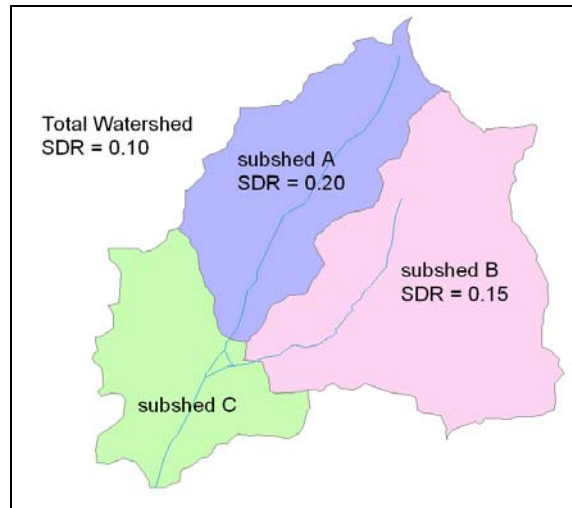 Total Watershed
SDR = 0.10
subshed A
SDR = 0.20
subshed B
SDR = 0.15
subshed C